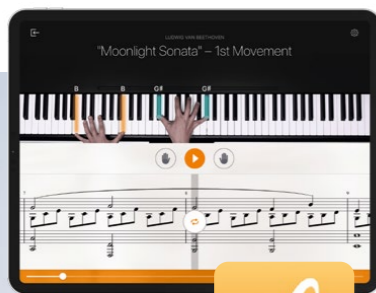 LUDWIG VAN BEETHOVEN
"Moonlight Sonata" – 1st Movement
B B G# G#